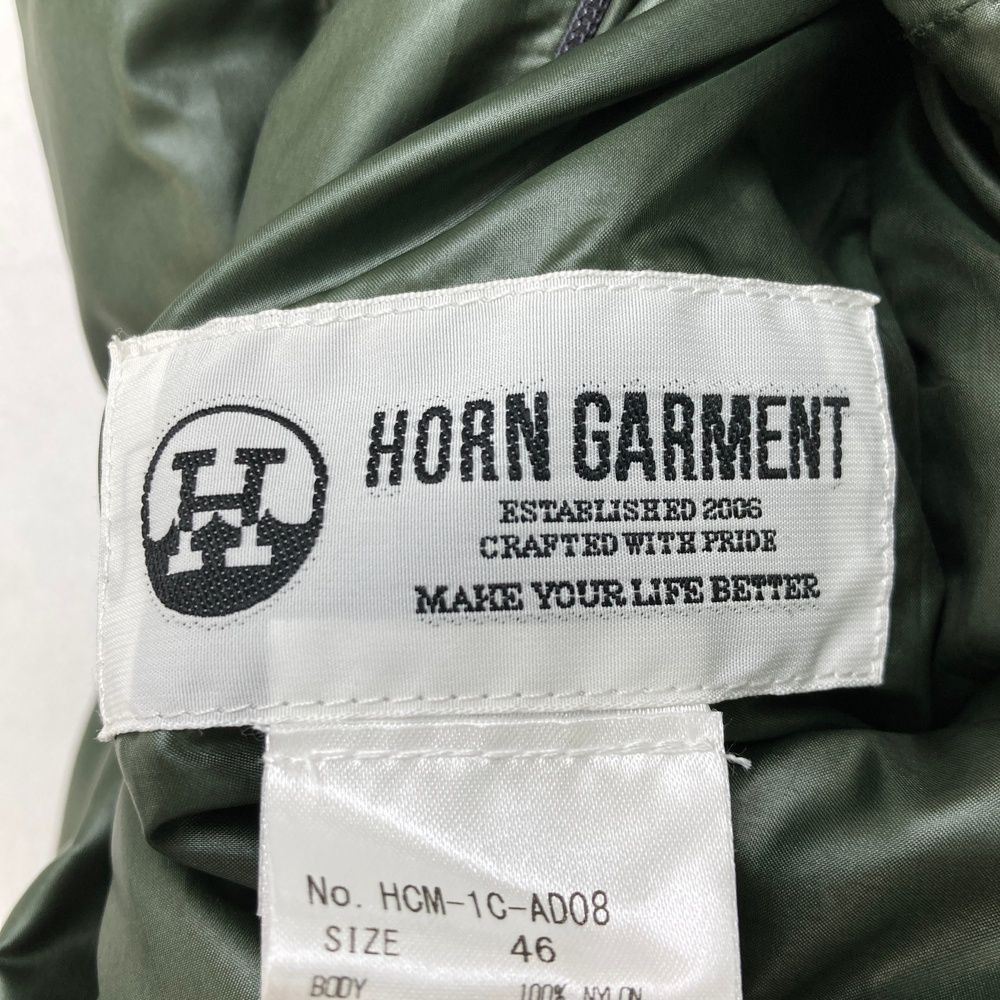 H
HORN GARMENT
ESTABLISHED 2006
CRAFTED WITH PRIDE
MAKE YOUR LIFE BETTER
No. HCM-1C-AD08
SIZE 46
BODY 100% NYLON